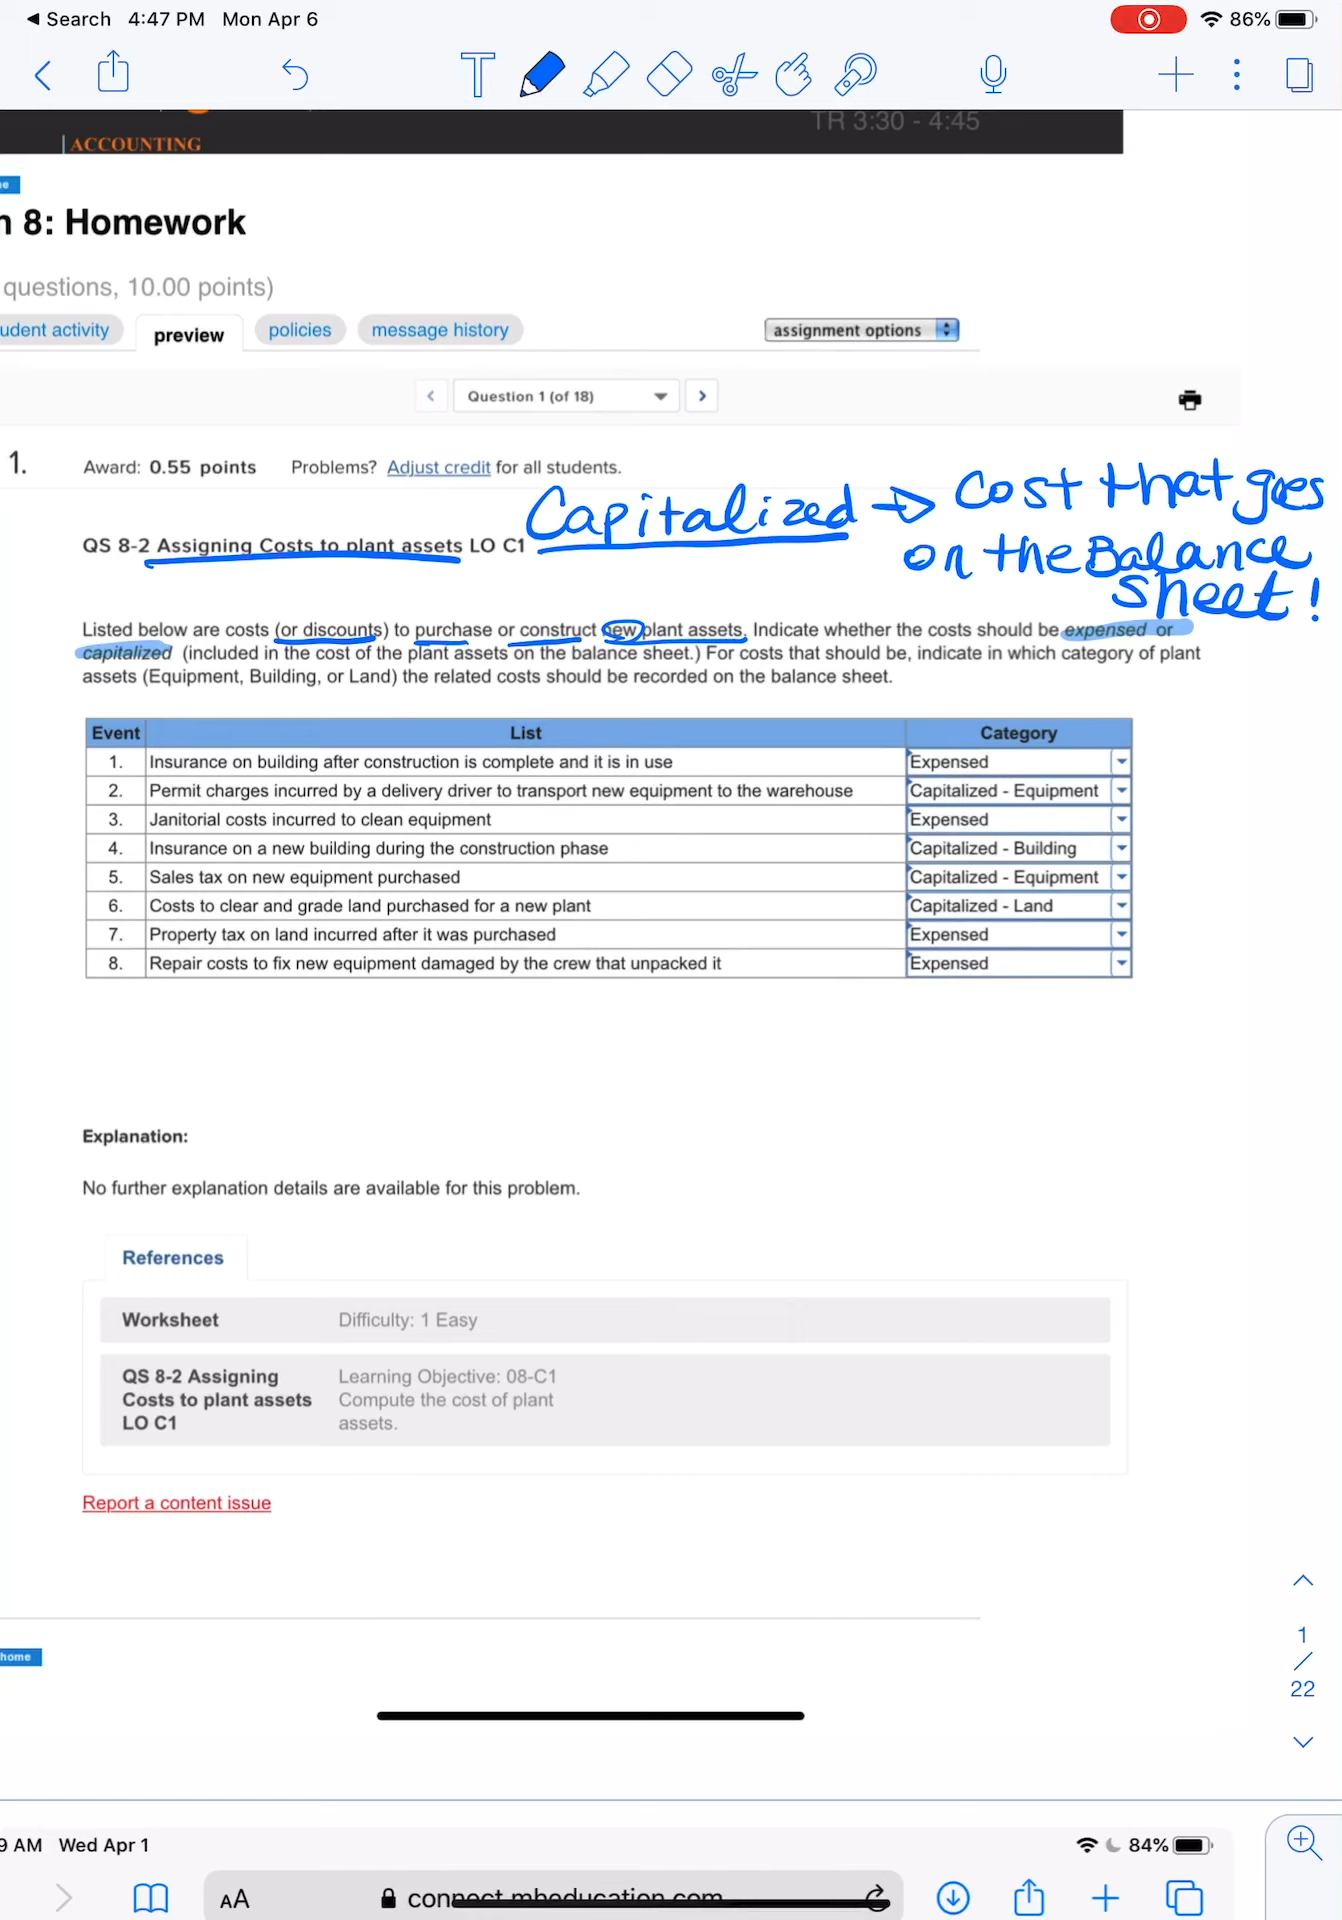 Search 4:47 PM Mon Apr 6 86%
T
TR 3:30 - 4:45
ACCOUNTING
8: Homework
questions, 10.00 points)
udent activity preview policies message history assignment options
Question 1 (of 18)
1. Award: 0.55 points Problems? Adjust credit for all students.
Capitalized → Cost that goes
on the Balance
Sheet!
QS 8-2 Assigning Costs to plant assets LO C1
Listed below are costs (or discounts) to purchase or construct new plant assets. Indicate whether the costs should be expensed or
capitalized (included in the cost of the plant assets on the balance sheet.) For costs that should be, indicate in which category of plant
assets (Equipment, Building, or Land) the related costs should be recorded on the balance sheet.
Event List Category
1. Insurance on building after construction is complete and it is in use Expensed
2. Permit charges incurred by a delivery driver to transport new equipment to the warehouse Capitalized - Equipment
3. Janitorial costs incurred to clean equipment Expensed
4. Insurance on a new building during the construction phase Capitalized - Building
5. Sales tax on new equipment purchased Capitalized - Equipment
6. Costs to clear and grade land purchased for a new plant Capitalized - Land
7. Property tax on land incurred after it was purchased Expensed
8. Repair costs to fix new equipment damaged by the crew that unpacked it Expensed
Explanation:
No further explanation details are available for this problem.
References
Worksheet Difficulty: 1 Easy
QS 8-2 Assigning Learning Objective: 08-C1
Costs to plant assets Compute the cost of plant
LO C1 assets.
Report a content issue
1
/
22
home
9 AM Wed Apr 1 84%
AA connect.mheducation.com